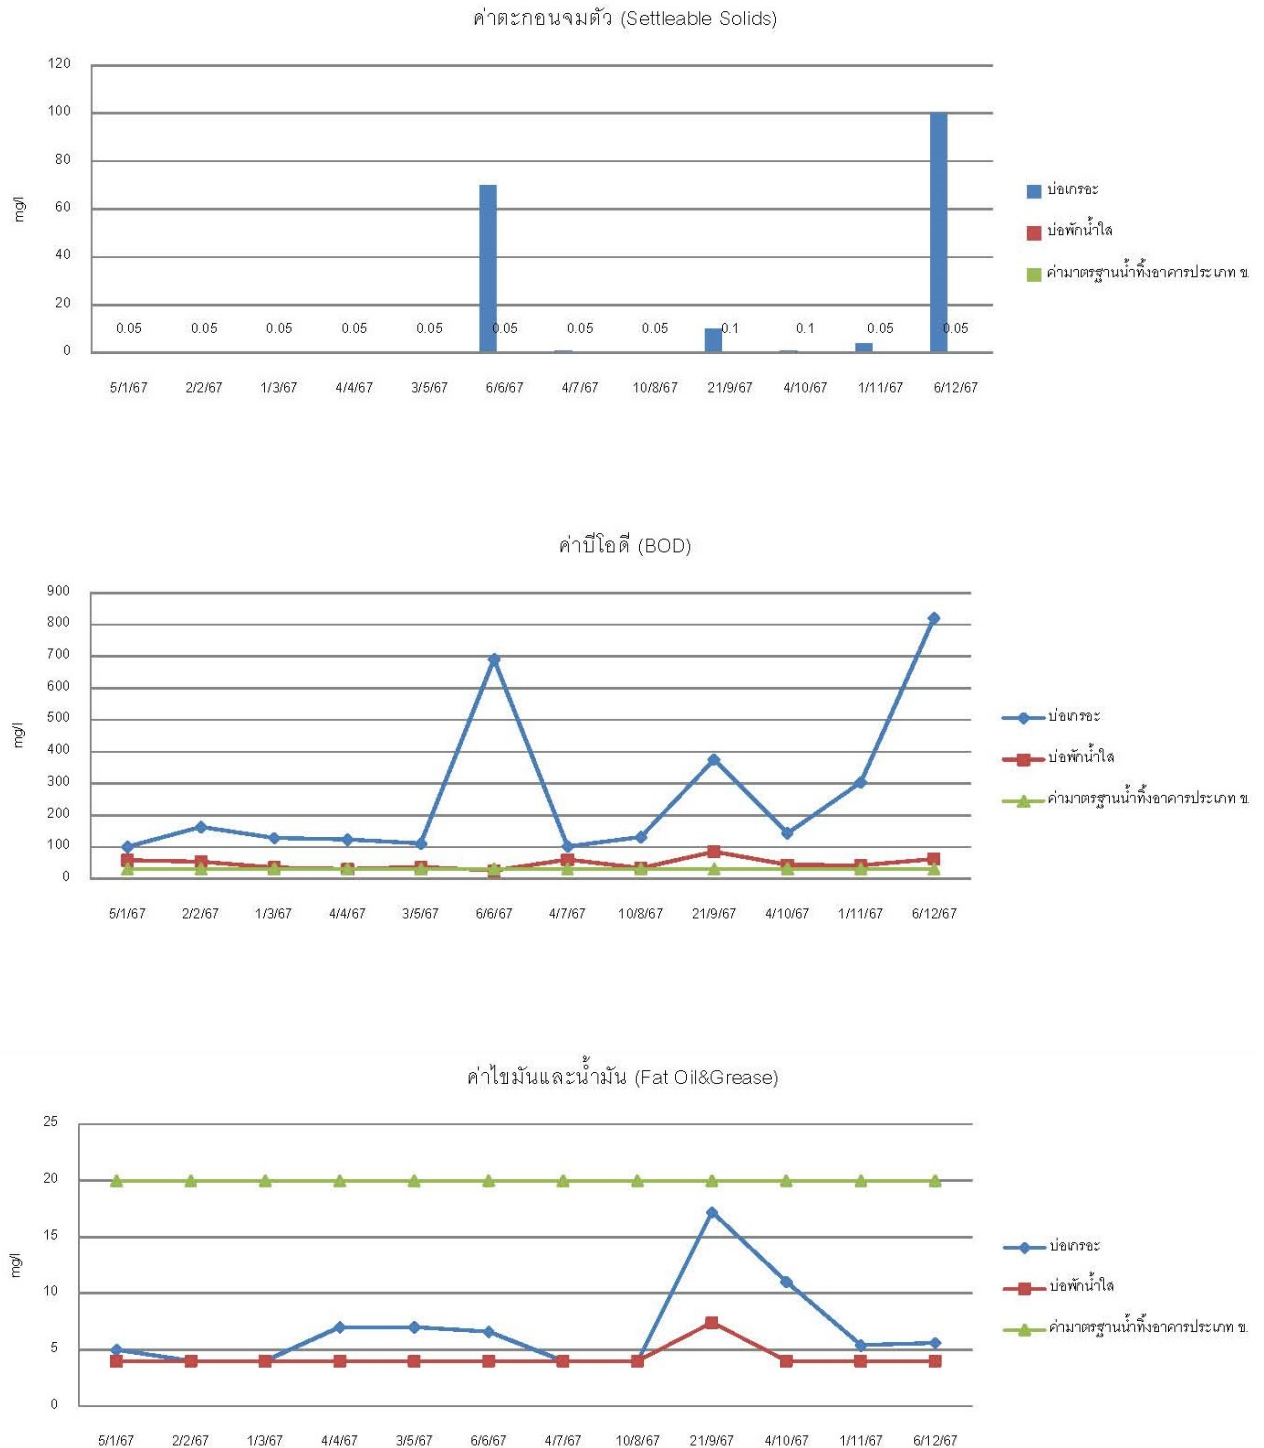 ค่าตะกอนจมตัว (Settleable Solids)
120
100
80
60
40
20
0
mg/l
0.05 0.05 0.05 0.05 0.05 0.05 0.05 0.05 0.1 0.1 0.05 0.05
5/1/67 2/2/67 1/3/67 4/4/67 3/5/67 6/6/67 4/7/67 10/8/67 21/9/67 4/10/67 1/11/67 6/12/67
บ่อเกรอะ
บ่อพักน้ำใส
ค่ามาตรฐานน้ำทิ้งอาคารประเภท ข.
ค่าบีโอดี (BOD)
900
800
700
600
500
400
300
200
100
0
mg/l
5/1/67 2/2/67 1/3/67 4/4/67 3/5/67 6/6/67 4/7/67 10/8/67 21/9/67 4/10/67 1/11/67 6/12/67
บ่อเกรอะ
บ่อพักน้ำใส
ค่ามาตรฐานน้ำทิ้งอาคารประเภท ข.
ค่าไขมันและน้ำมัน (Fat Oil&Grease)
25
20
15
10
5
0
mg/l
5/1/67 2/2/67 1/3/67 4/4/67 3/5/67 6/6/67 4/7/67 10/8/67 21/9/67 4/10/67 1/11/67 6/12/67
บ่อเกรอะ
บ่อพักน้ำใส
ค่ามาตรฐานน้ำทิ้งอาคารประเภท ข.